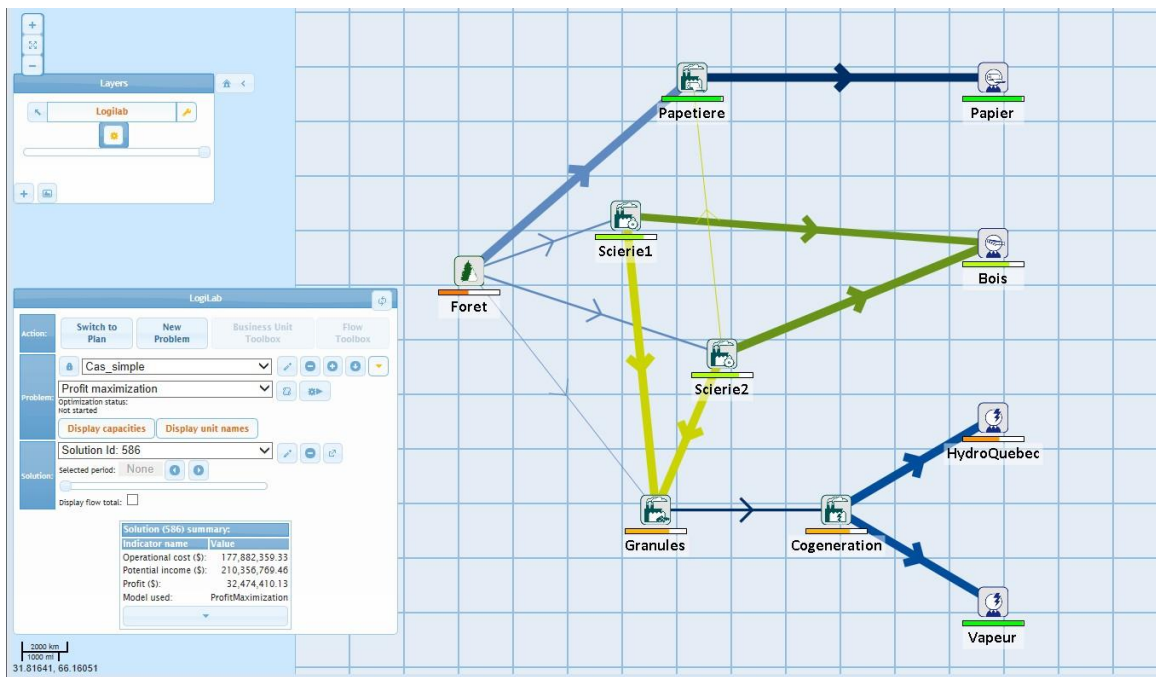 Layers
Logilab
LogiLab
Action:
Switch to Plan
New Problem
Business Unit Toolbox
Flow Toolbox
Problem:
Cas_simple
Profit maximization
Optimization status:
Not started
Display capacities
Display unit names
Solution:
Solution Id: 586
Selected period: None
Display flow total:
Solution (586) summary:
Indicator name Value
Operational cost ($): 177,882,359.33
Potential income ($): 210,356,769.46
Profit ($): 32,474,410.13
Model used: ProfitMaximization
2000 km
1000 mi
31.81641, 66.16051
Papetiere
Papier
Scierie1
Bois
Foret
Scierie2
HydroQuebec
Granules
Cogeneration
Vapeur